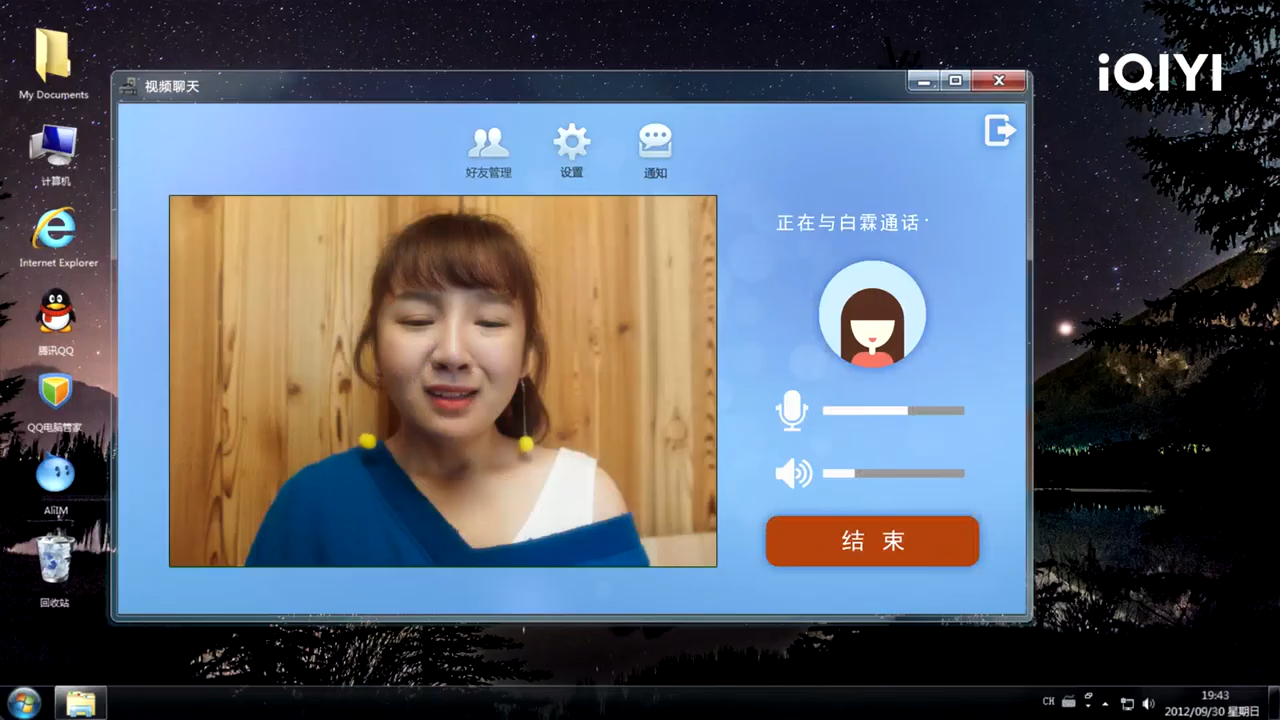 iQIYI
My Documents
计算机
Internet Explorer
腾讯QQ
QQ电脑管家
AliIM
回收站
视频聊天
好友管理
设置
通知
正在与白霖通话·
结 束
CH
19:43
2012/09/30 星期日